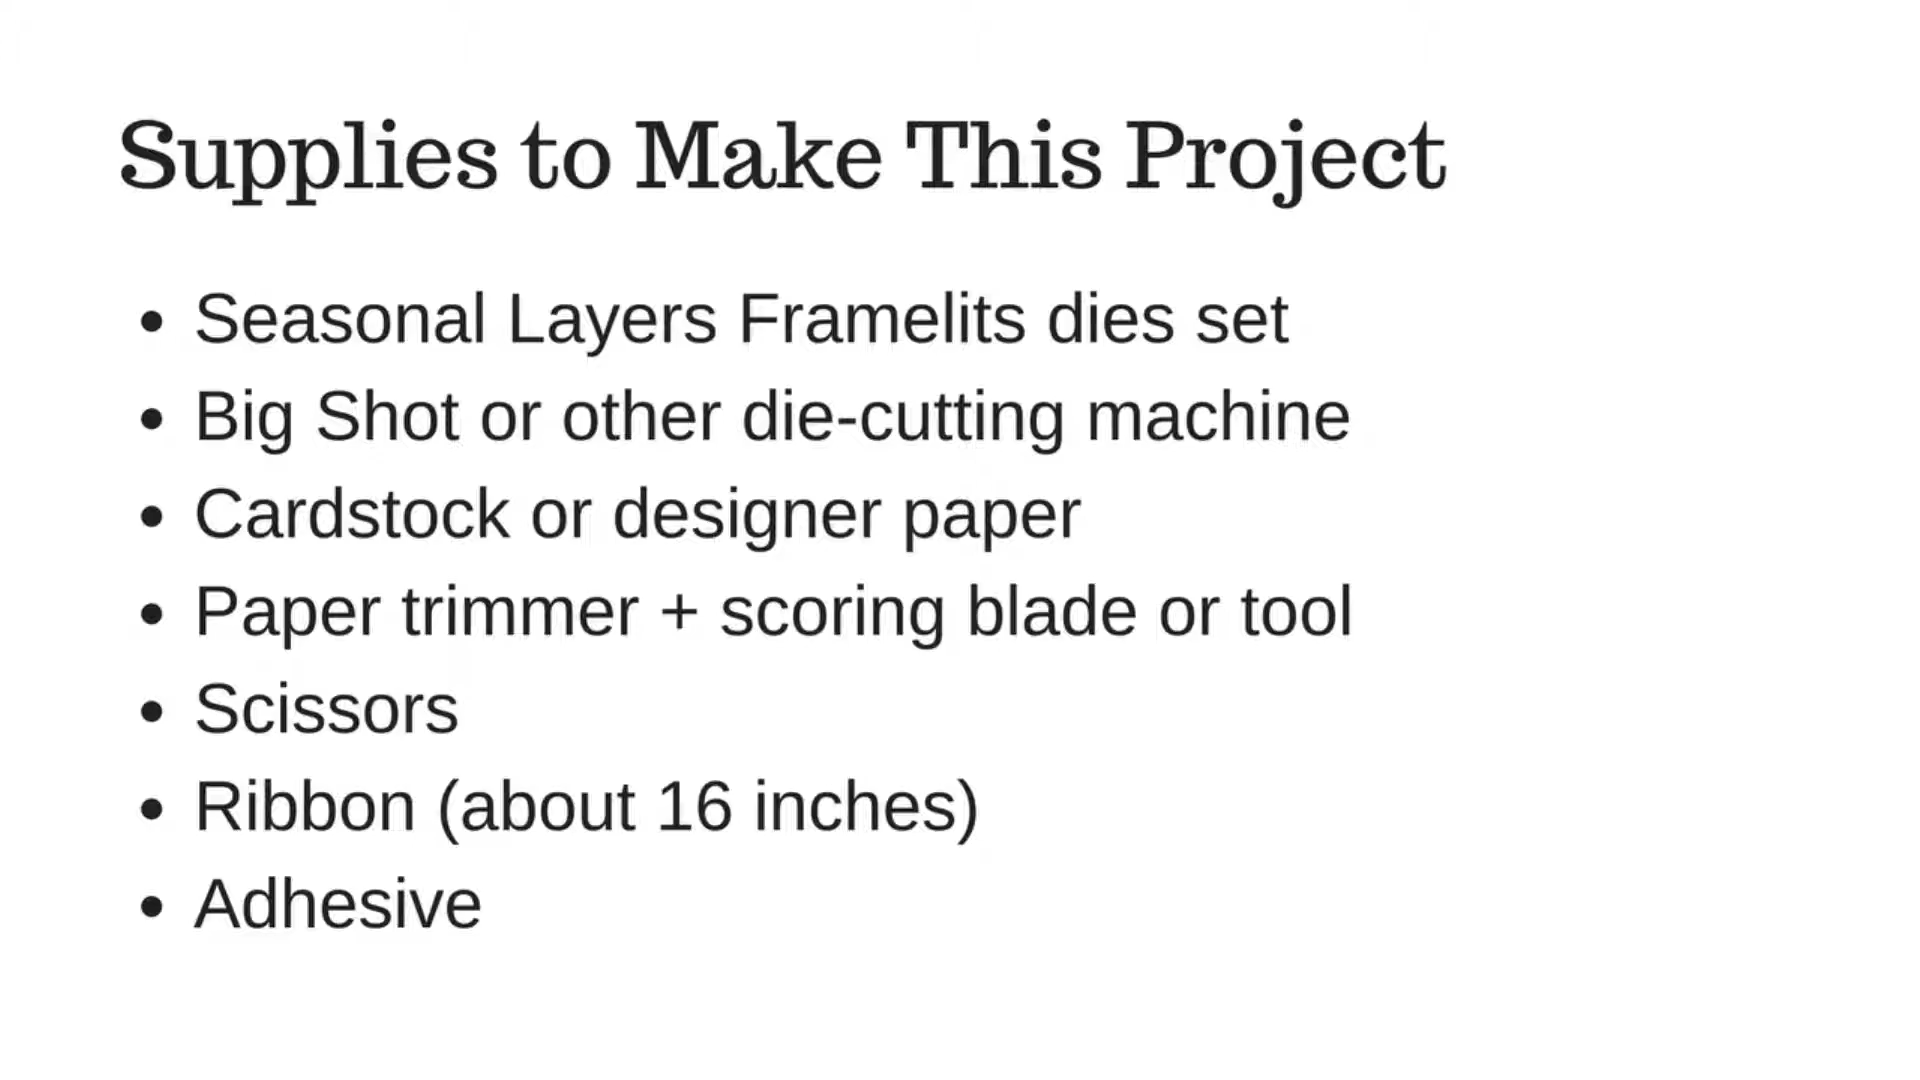 Supplies to Make This Project
• Seasonal Layers Framelits dies set
• Big Shot or other die-cutting machine
• Cardstock or designer paper
• Paper trimmer + scoring blade or tool
• Scissors
• Ribbon (about 16 inches)
• Adhesive